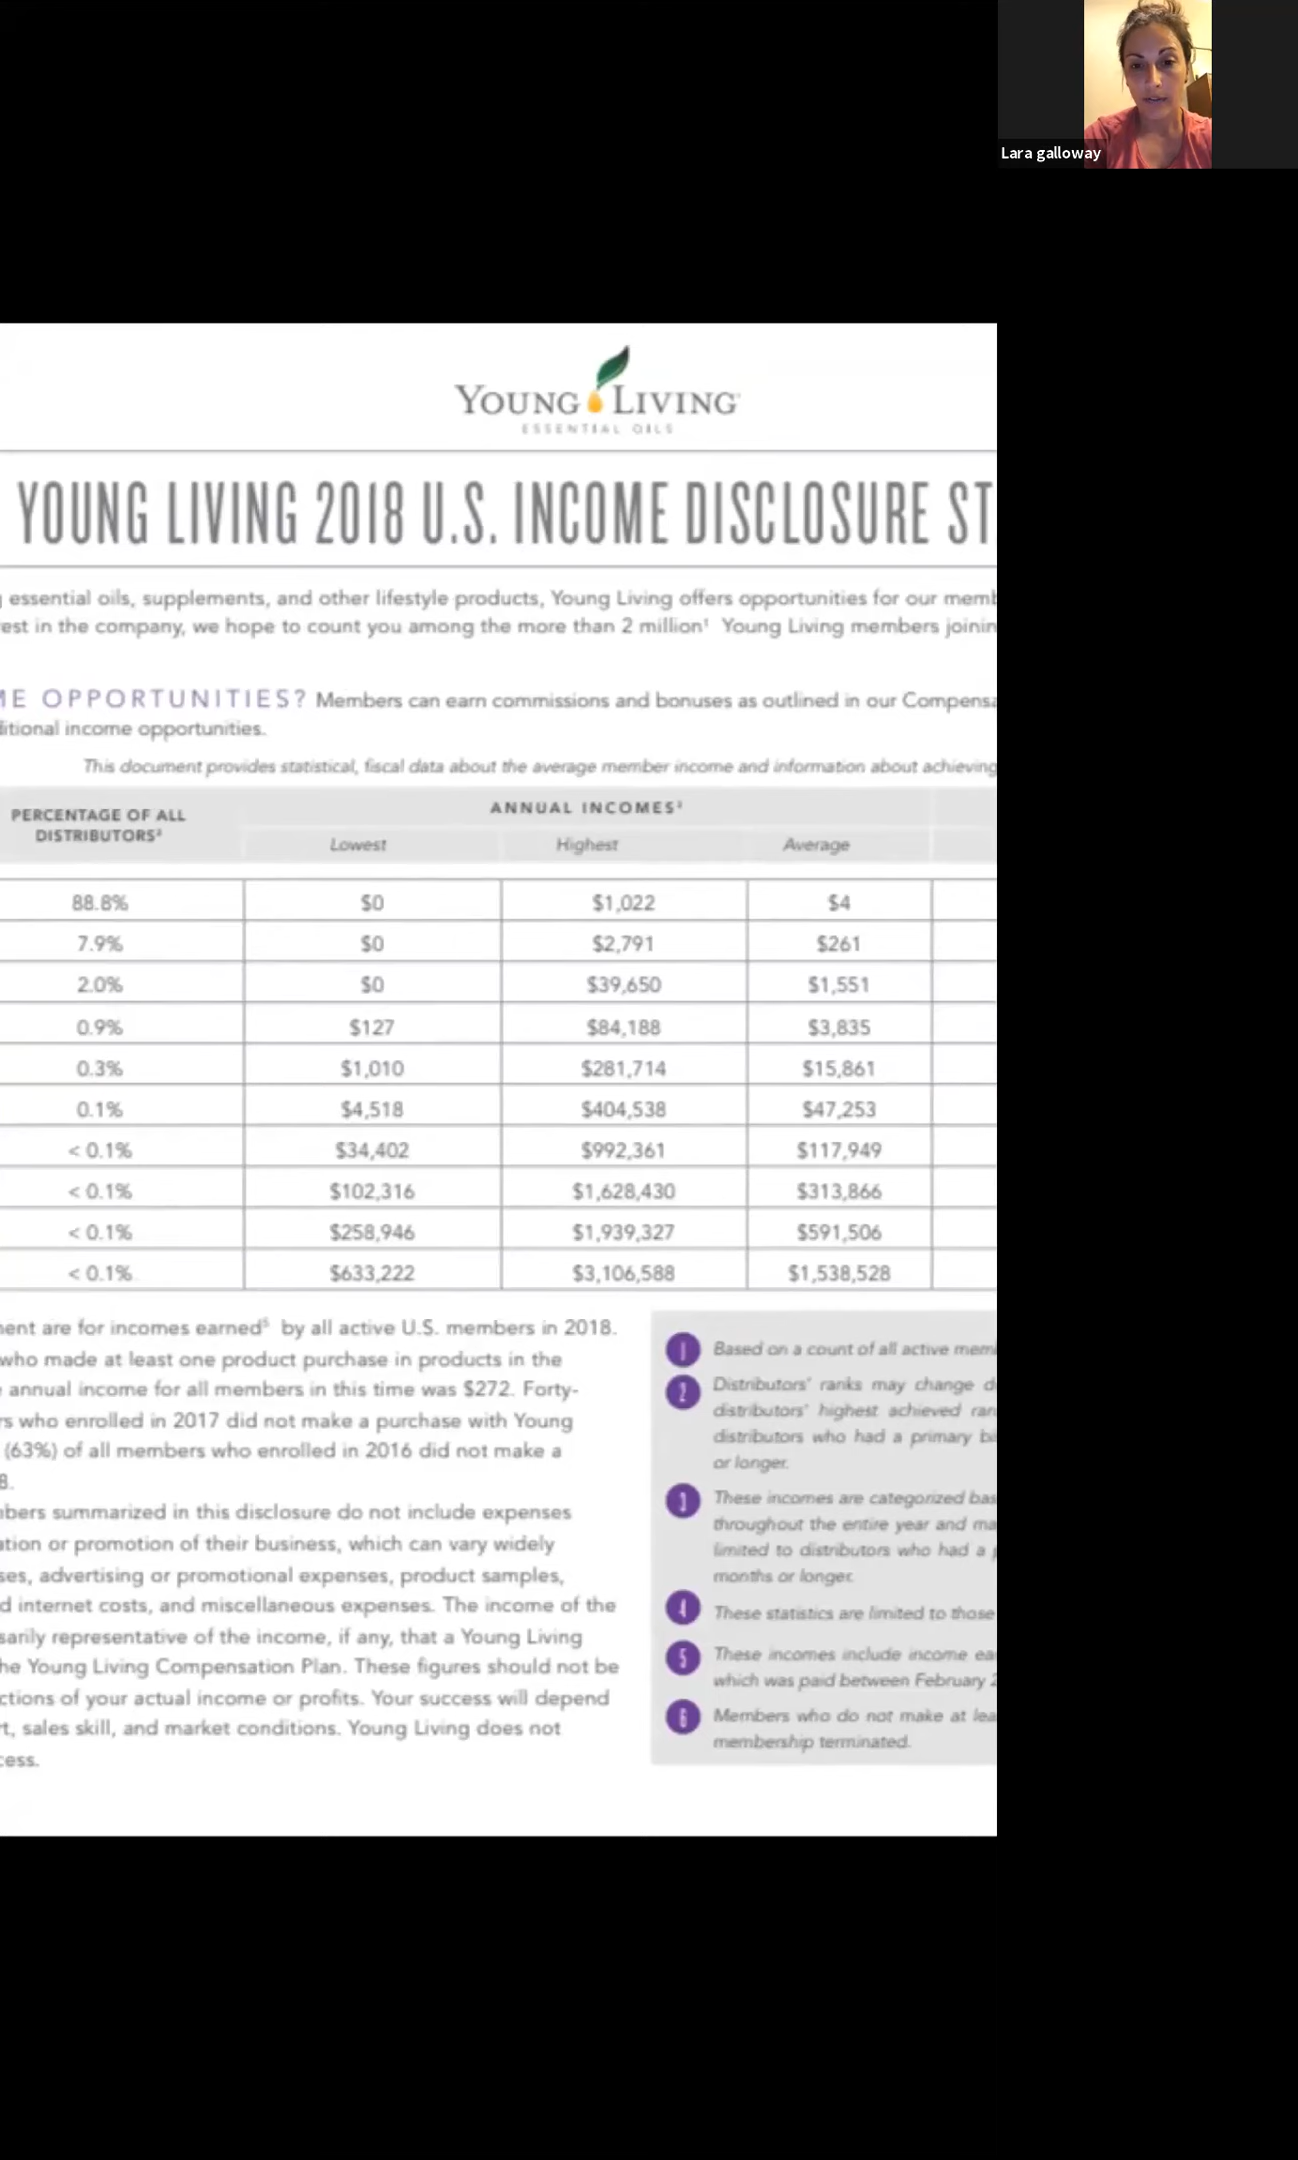 Lara galloway
YOUNG LIVING
ESSENTIAL OILS
YOUNG LIVING 2018 U.S. INCOME DISCLOSURE ST
essential oils, supplements, and other lifestyle products, Young Living offers opportunities for our memb
est in the company, we hope to count you among the more than 2 million¹ Young Living members joinin
ME OPPORTUNITIES? Members can earn commissions and bonuses as outlined in our Compensa
ditional income opportunities.
This document provides statistical, fiscal data about the average member income and information about achieving
PERCENTAGE OF ALL DISTRIBUTORS² ANNUAL INCOMES³
Lowest Highest Average
88.8% $0 $1,022 $4
7.9% $0 $2,791 $261
2.0% $0 $39,650 $1,551
0.9% $127 $84,188 $3,835
0.3% $1,010 $281,714 $15,861
0.1% $4,518 $404,538 $47,253
< 0.1% $34,402 $992,361 $117,949
< 0.1% $102,316 $1,628,430 $313,866
< 0.1% $258,946 $1,939,327 $591,506
< 0.1% $633,222 $3,106,588 $1,538,528
ment are for incomes earned⁵ by all active U.S. members in 2018.
who made at least one product purchase in products in the
annual income for all members in this time was $272. Forty-
rs who enrolled in 2017 did not make a purchase with Young
(63%) of all members who enrolled in 2016 did not make a
8.
nbers summarized in this disclosure do not include expenses
ation or promotion of their business, which can vary widely
ses, advertising or promotional expenses, product samples,
d internet costs, and miscellaneous expenses. The income of the
sarily representative of the income, if any, that a Young Living
he Young Living Compensation Plan. These figures should not be
ctions of your actual income or profits. Your success will depend
rt, sales skill, and market conditions. Young Living does not
cess.
1 Based on a count of all active mem
2 Distributors' ranks may change d
distributors' highest achieved ran
distributors who had a primary bi
or longer.
3 These incomes are categorized bas
throughout the entire year and ma
limited to distributors who had a p
months or longer.
4 These statistics are limited to those
5 These incomes include income ea
which was paid between February 2
6 Members who do not make at lea
membership terminated.